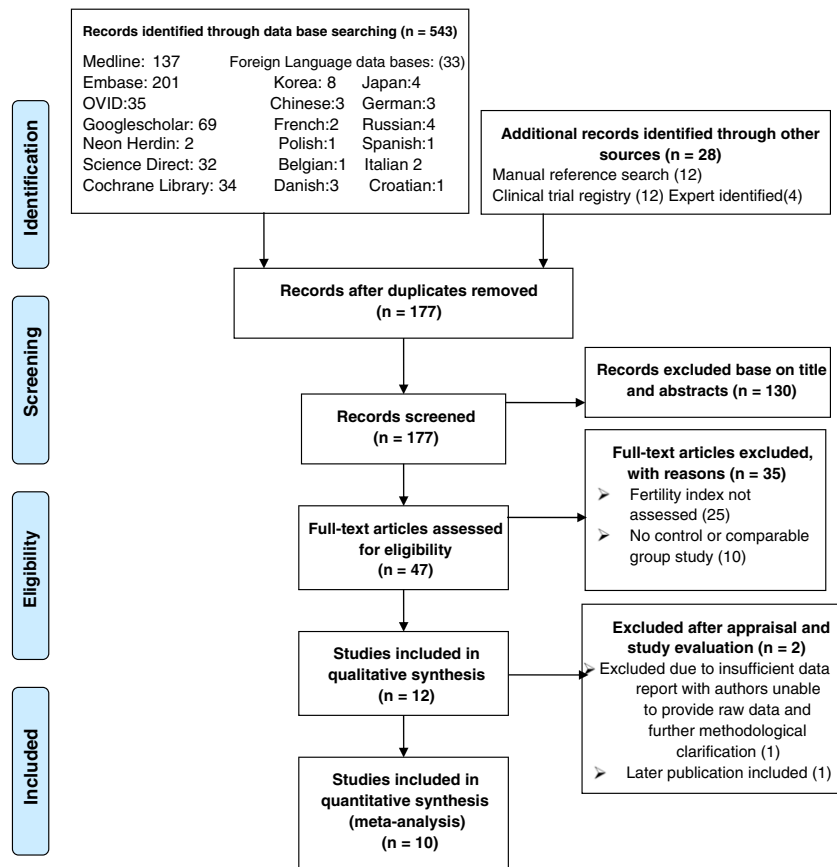 Records identified through data base searching (n = 543)
Medline: 137 Foreign Language data bases: (33)
Embase: 201 Korea: 8 Japan:4
OVID:35 Chinese:3 German:3
Googlescholar: 69 French:2 Russian:4
Neon Herdin: 2 Polish:1 Spanish:1
Science Direct: 32 Belgian:1 Italian 2
Cochrane Library: 34 Danish:3 Croatian:1
Additional records identified through other
sources (n = 28)
Manual reference search (12)
Clinical trial registry (12) Expert identified(4)
Identification
Records after duplicates removed
(n = 177)
Screening
Records screened
(n = 177)
Records excluded base on title
and abstracts (n = 130)
Full-text articles excluded,
with reasons (n = 35)
➢ Fertility index not
assessed (25)
➢ No control or comparable
group study (10)
Eligibility
Full-text articles assessed
for eligibility
(n = 47)
Studies included in
qualitative synthesis
(n = 12)
Excluded after appraisal and
study evaluation (n = 2)
➢ Excluded due to insufficient data
report with authors unable
to provide raw data and
further methodological
clarification (1)
➢ Later publication included (1)
Included
Studies included in
quantitative synthesis
(meta-analysis)
n = 10